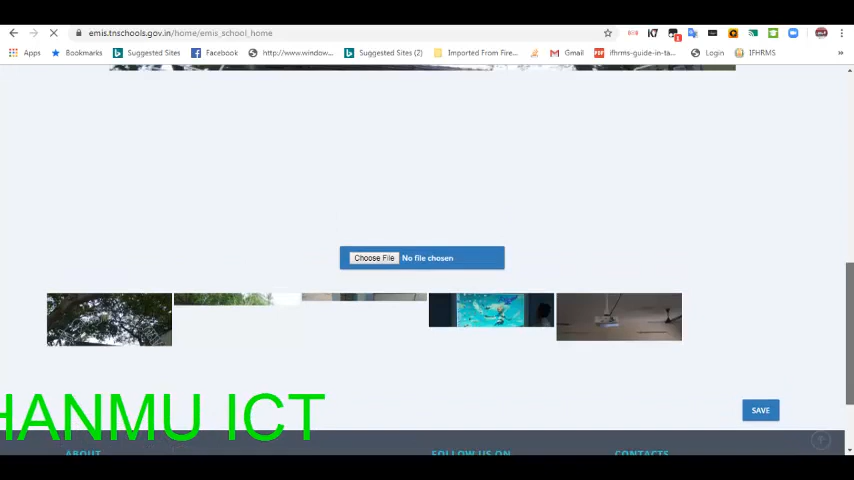 emis.tnschools.gov.in/home/emis_school_home
Apps Bookmarks Suggested Sites Facebook http://www.window... Suggested Sites (2) Imported From Fire... Gmail ifhrms-guide-in-ta... Login IFHRMS »
Choose File No file chosen
HANMU ICT
SAVE
ABOUT FOLLOW US ON CONTACTS